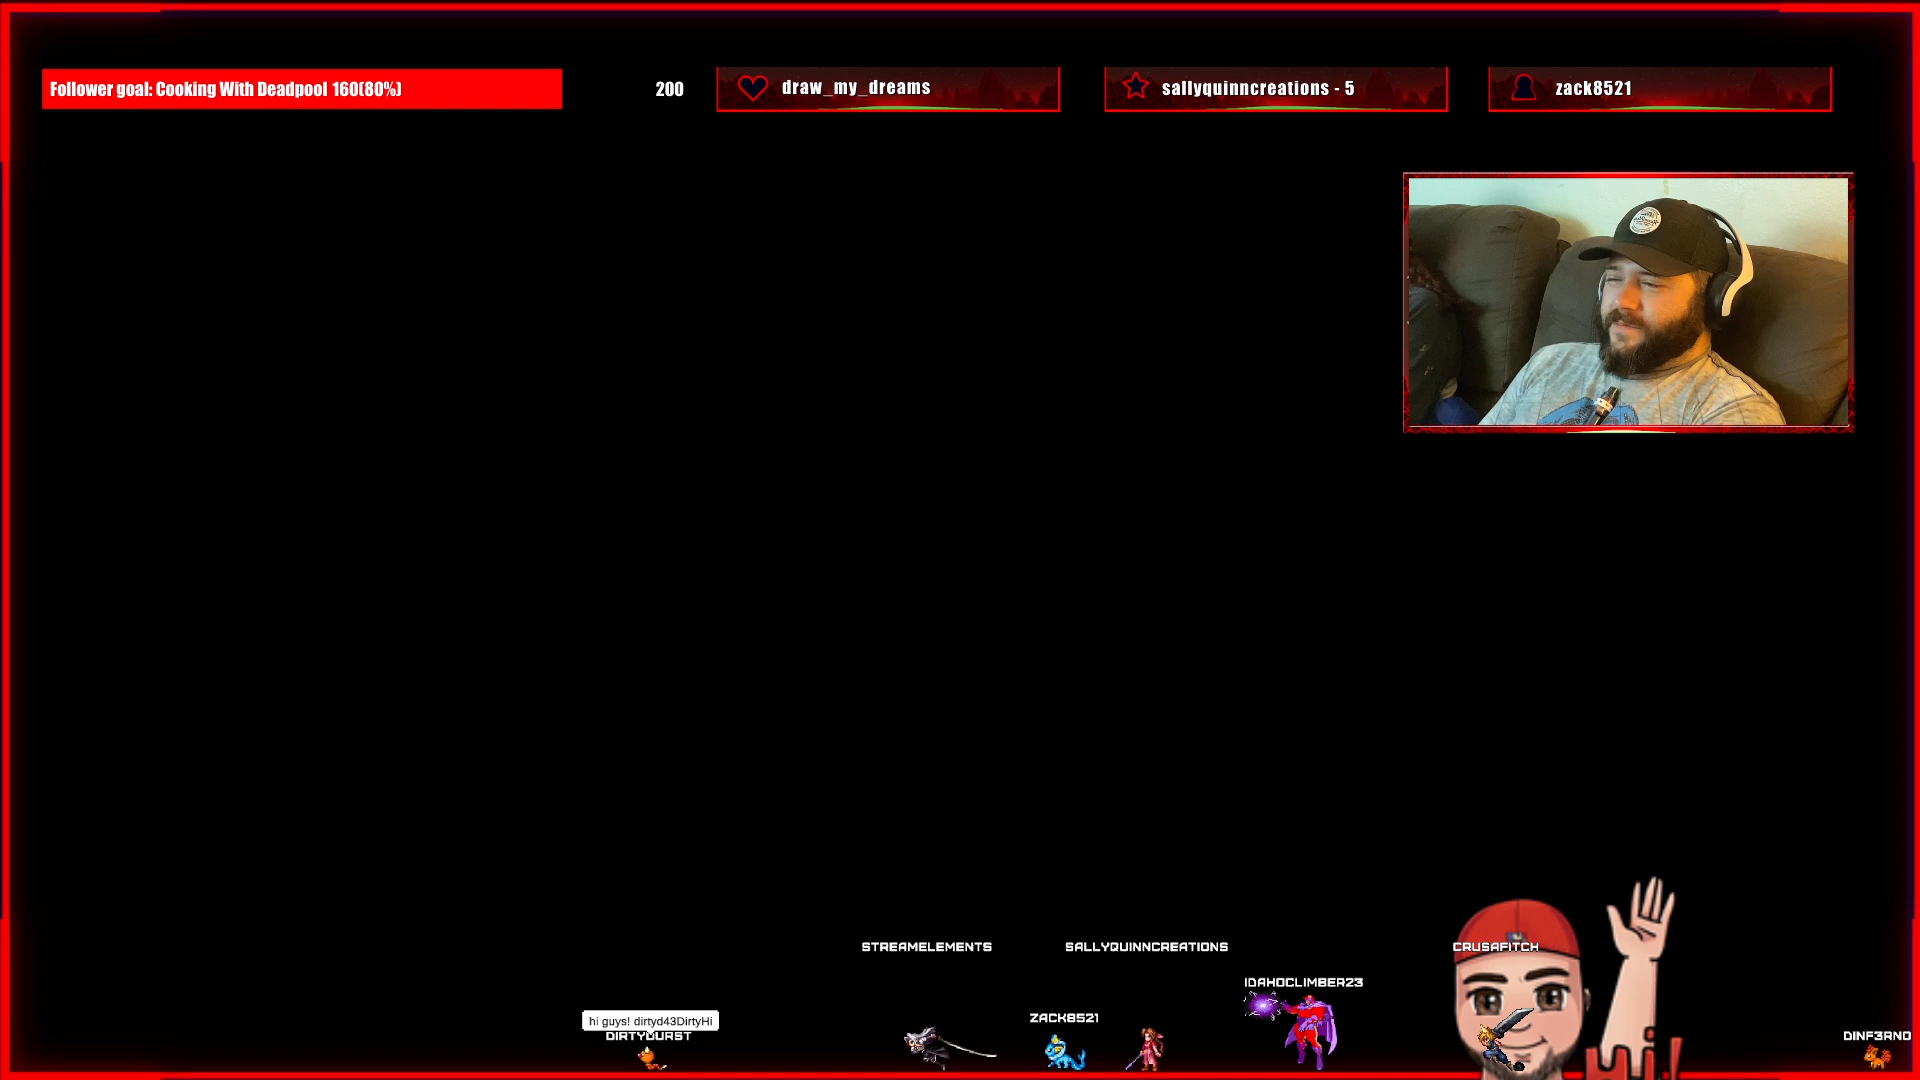 Follower goal: Cooking With Deadpool 160(80%)
200
draw_my_dreams
sallyquinncreations - 5
zack8521
STREAMELEMENTS
SALLYQUINNCREATIONS
CRUSAFITCH
IDAHOCLIMBER23
ZACK8521
hi guys! dirtyd43DirtyHi
DIRTYDURST
DINF3RNO
Hi!